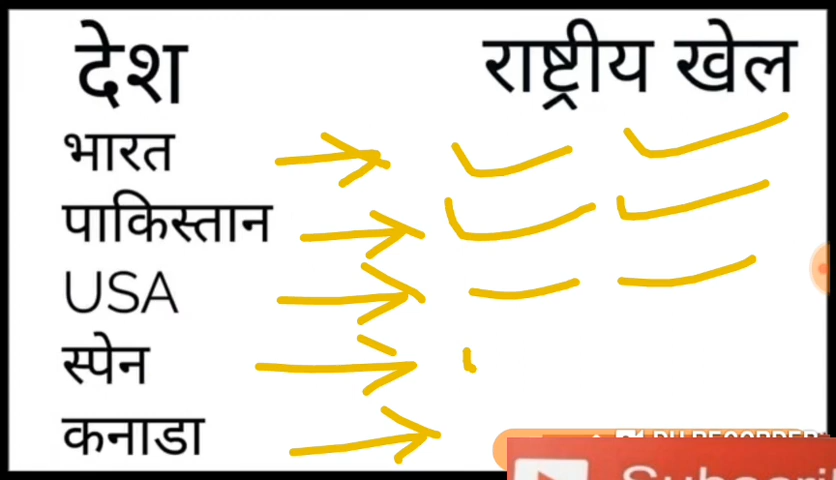 देश राष्ट्रीय खेल
भारत
पाकिस्तान
USA
स्पेन
कनाडा